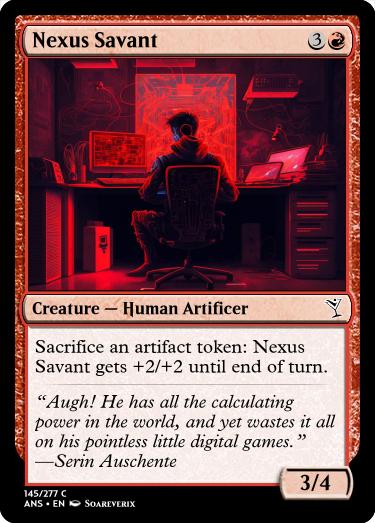 Nexus Savant 3
Creature — Human Artificer
Sacrifice an artifact token: Nexus
Savant gets +2/+2 until end of turn.
“Augh! He has all the calculating
power in the world, and yet wastes it all
on his pointless little digital games.”
—Serin Auschente
3/4
145/277 C
ANS • EN Soareverix